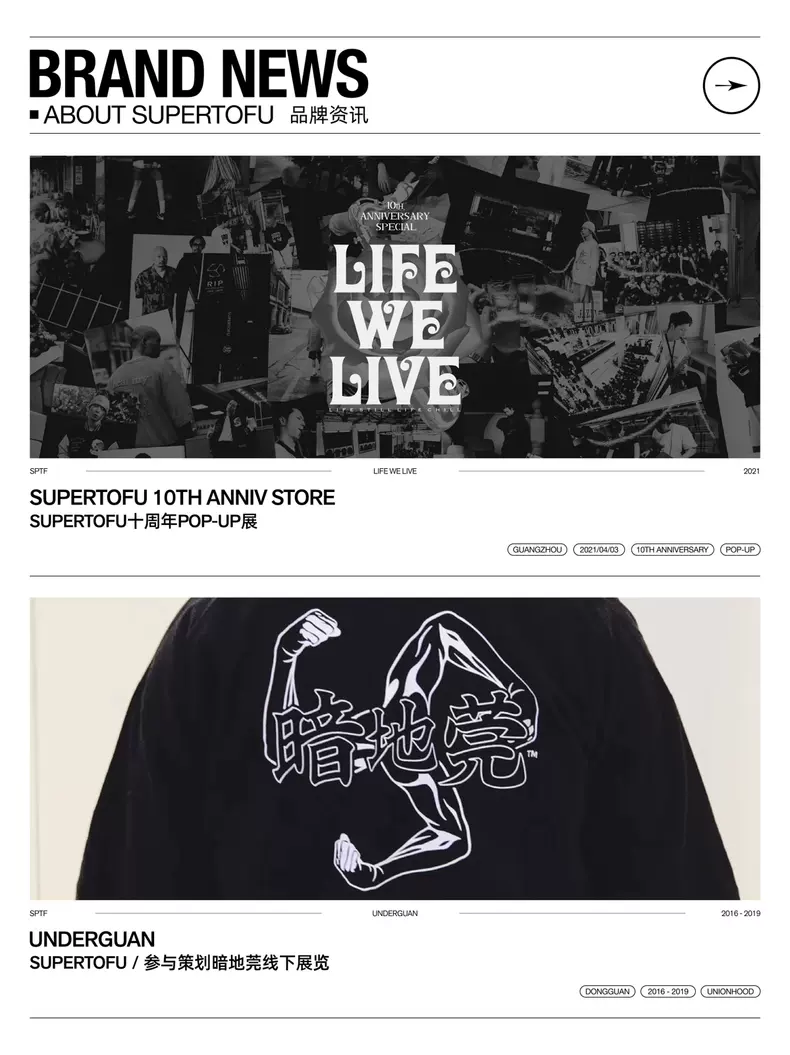 BRAND NEWS
ABOUT SUPERTOFU 品牌资讯
10TH
ANNIVERSARY
SPECIAL
LIFE
WE
LIVE
LIFE STILL LIFE CHILL
RIP
SPTF LIFE WE LIVE 2021
SUPERTOFU 10TH ANNIV STORE
SUPERTOFU十周年POP-UP展
GUANGZHOU 2021/04/03 10TH ANNIVERSARY POP-UP
暗地莞™
SPTF UNDERGUAN 2016 - 2019
UNDERGUAN
SUPERTOFU / 参与策划暗地莞线下展览
DONGGUAN 2016 - 2019 UNIONHOOD